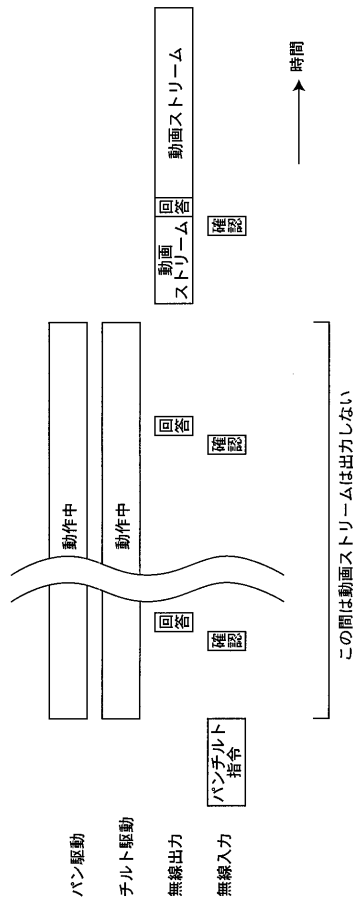 パン駆動
動作中
チルト駆動
動作中
無線出力
回答
回答
動画
ストリーム
回答
動画ストリーム
無線入力
パンチルト
指令
確認
確認
確認
この間は動画ストリームは出力しない
時間